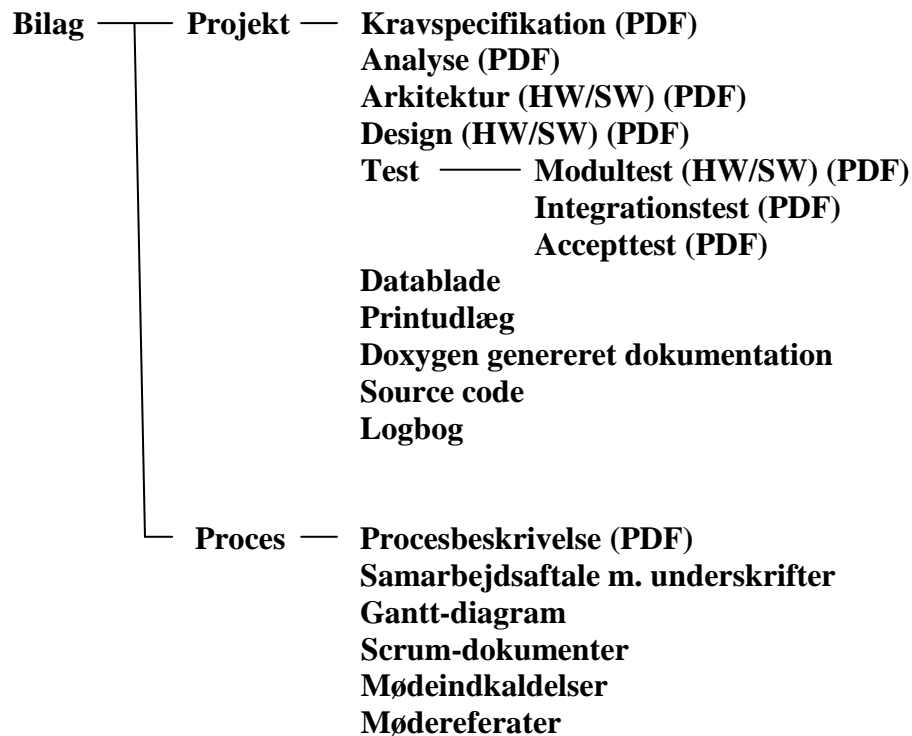 Bilag Projekt Kravspecifikation (PDF)
Analyse (PDF)
Arkitektur (HW/SW) (PDF)
Design (HW/SW) (PDF)
Test Modultest (HW/SW) (PDF)
Integrationstest (PDF)
Accepttest (PDF)
Datablade
Printudlæg
Doxygen genereret dokumentation
Source code
Logbog
Proces Procesbeskrivelse (PDF)
Samarbejdsaftale m. underskrifter
Gantt-diagram
Scrum-dokumenter
Mødeindkaldelser
Mødereferater